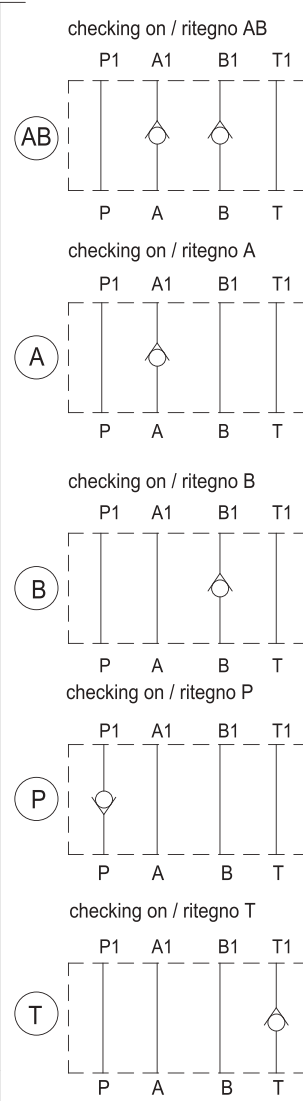 checking on / ritegno AB
P1 A1 B1 T1
AB
P A B T
checking on / ritegno A
P1 A1 B1 T1
A
P A B T
checking on / ritegno B
P1 A1 B1 T1
B
P A B T
checking on / ritegno P
P1 A1 B1 T1
P
P A B T
checking on / ritegno T
P1 A1 B1 T1
T
P A B T